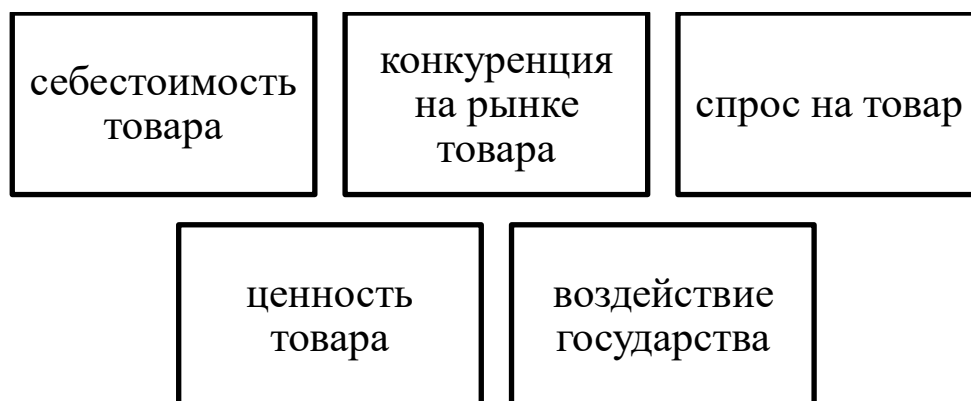 себестоимость
товара
конкуренция
на рынке
товара
спрос на товар
ценность
товара
воздействие
государства